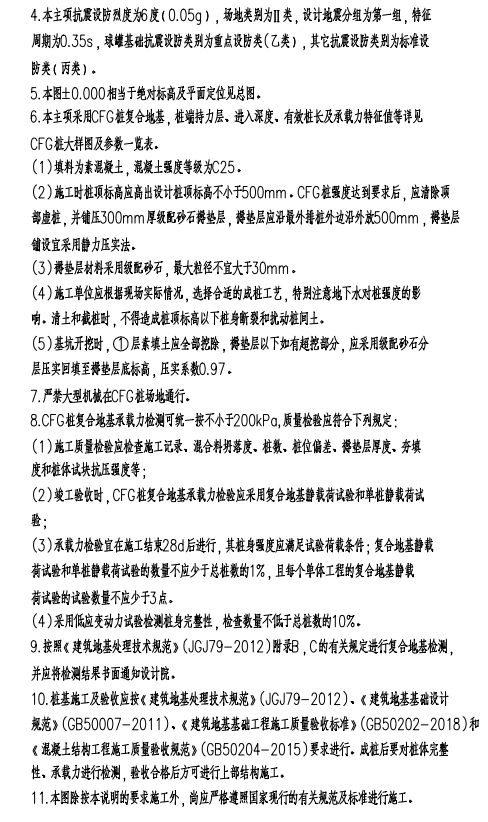 4.本工项抗震设防烈度为6度(0.05g),场地类别为Ⅱ类,设计地震分组为第一组,特征
周期为0.35s,球罐基础抗震设防类别为重点设防类(乙类),其它抗震设防类别为标准设
防类(丙类)。
5.本图±0.000相当于绝对标高及平面定位见总图。
6.本主项采用CFG桩复合地基,桩端持力层、进入深度、有效桩长及承载力特征值等详见
CFG桩大样图及参数一览表。
(1)填料为素混凝土,混凝土强度等级为C25。
(2)施工时桩顶标高应高出设计桩顶标高不小于500mm。CFG桩强度达到要求后,应清除顶
部虚桩,并铺压300mm厚级配砂石褥垫层,褥垫层应沿最外排桩外边沿外放500mm,褥垫层
铺设宜采用静力压实法。
(3)褥垫层材料采用级配砂石,最大粒径不宜大于30mm。
(4)施工单位应根据现场实际情况,选择合适的成桩工艺,特别注意地下水对桩强度的影
响。清土和截桩时,不得造成桩顶标高以下桩身断裂和扰动桩间土。
(5)基坑开挖时,①层素填土应全部挖除,褥垫层以下如有超挖部分,应采用级配砂石分
层压实回填至褥垫层底标高,压实系数0.97。
7.严禁大型机械在CFG桩场地通行。
8.CFG桩复合地基承载力检测可统一按不小于200kPa,质量检验应符合下列规定:
(1)施工质量检验应检查施工记录、混合料坍落度、桩数、桩位偏差、褥垫层厚度、夯填
度和桩体试块抗压强度等;
(2)竣工验收时,CFG桩复合地基承载力检验应采用复合地基静载荷试验和单桩静载荷试
验;
(3)承载力检验宜在施工结束28d后进行,其桩身强度应满足试验荷载条件;复合地基静载
荷试验和单桩静载荷试验的数量不应少于总桩数的1%,且每个单体工程的复合地基静载
荷试验的试验数量不应少于3点。
(4)采用低应变动力试验检测桩身完整性,检查数量不低于总桩数的10%。
9.按照《建筑地基处理技术规范》(JGJ79-2012)附录B,C的有关规定进行复合地基检测,
并应将检测结果书面通知设计院。
10.桩基施工及验收应按《建筑地基处理技术规范》(JGJ79-2012)、《建筑地基基础设计
规范》(GB50007-2011)、《建筑地基基础工程施工质量验收标准》(GB50202-2018)和
《混凝土结构工程施工质量验收规范》(GB50204-2015)要求进行。成桩后要对桩体完整
性、承载力进行检测,验收合格后方可进行上部结构施工。
11.本图除按本说明的要求施工外,尚应严格遵照国家现行的有关规范及标准进行施工。